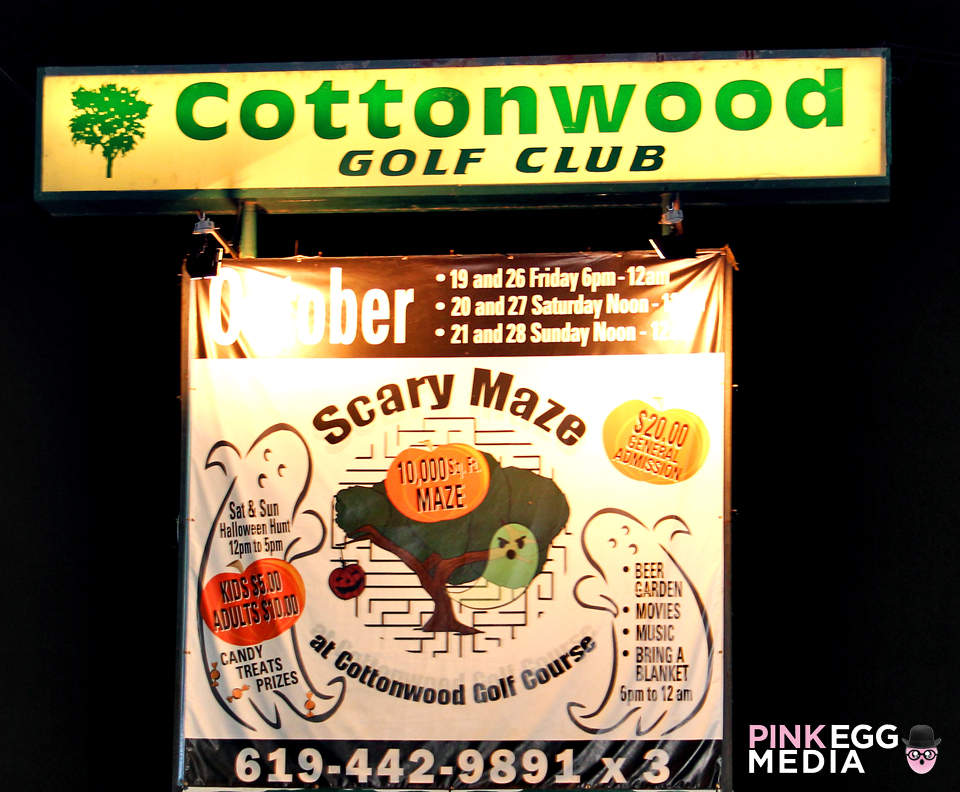 Cottonwood
GOLF CLUB
October
• 19 and 26 Friday 6pm - 12am
• 20 and 27 Saturday Noon -
• 21 and 28 Sunday Noon - 12
Scary Maze
$20.00
GENERAL
ADMISSION
10,000 Sq. Ft.
MAZE
Sat & Sun
Halloween Hunt
12pm to 5pm
KIDS $5.00
ADULTS $10.00
CANDY
TREATS
PRIZES
• BEER
GARDEN
• MOVIES
• MUSIC
• BRING A
BLANKET
6pm to 12 am
at Cottonwood Golf Course
619-442-9891 x 3
PINKEGG
MEDIA